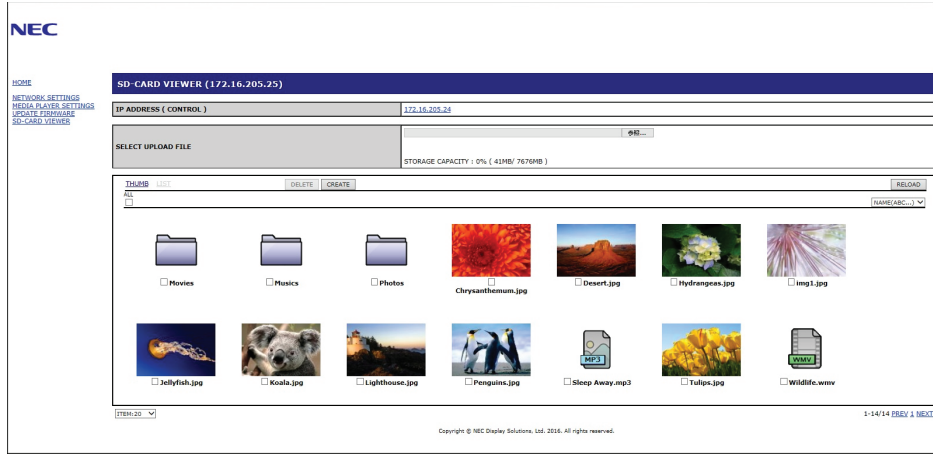 NEC
HOME
NETWORK SETTINGS
MEDIA PLAYER SETTINGS
UPDATE FIRMWARE
SD-CARD VIEWER
SD-CARD VIEWER (172.16.205.25)
IP ADDRESS ( CONTROL ) 172.16.205.24
SELECT UPLOAD FILE 参照...
STORAGE CAPACITY : 0% ( 41MB/ 7676MB )
THUMB LIST DELETE CREATE RELOAD
ALL
NAME(ABC...)
Movies Musics Photos Chrysanthemum.jpg Desert.jpg Hydrangeas.jpg img1.jpg
MP3 WMV
Jellyfish.jpg Koala.jpg Lighthouse.jpg Penguins.jpg Sleep Away.mp3 Tulips.jpg Wildlife.wmv
ITEM:20 1-14/14 PREV 1 NEXT
Copyright © NEC Display Solutions, Ltd. 2016. All rights reserved.